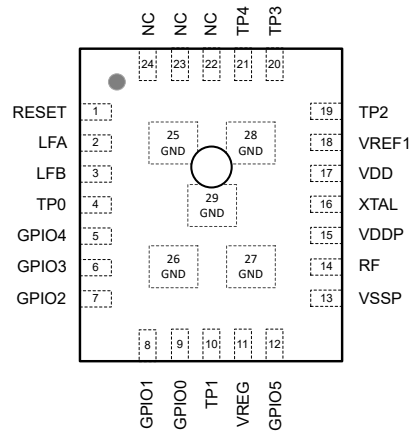 NC NC NC TP4 TP3
24 23 22 21 20
RESET 1 19 TP2
LFA 2 25 GND 28 GND 18 VREF1
LFB 3 17 VDD
TP0 4 29 GND 16 XTAL
GPIO4 5 15 VDDP
GPIO3 6 26 GND 27 GND 14 RF
GPIO2 7 13 VSSP
8 9 10 11 12
GPIO1 GPIO0 TP1 VREG GPIO5